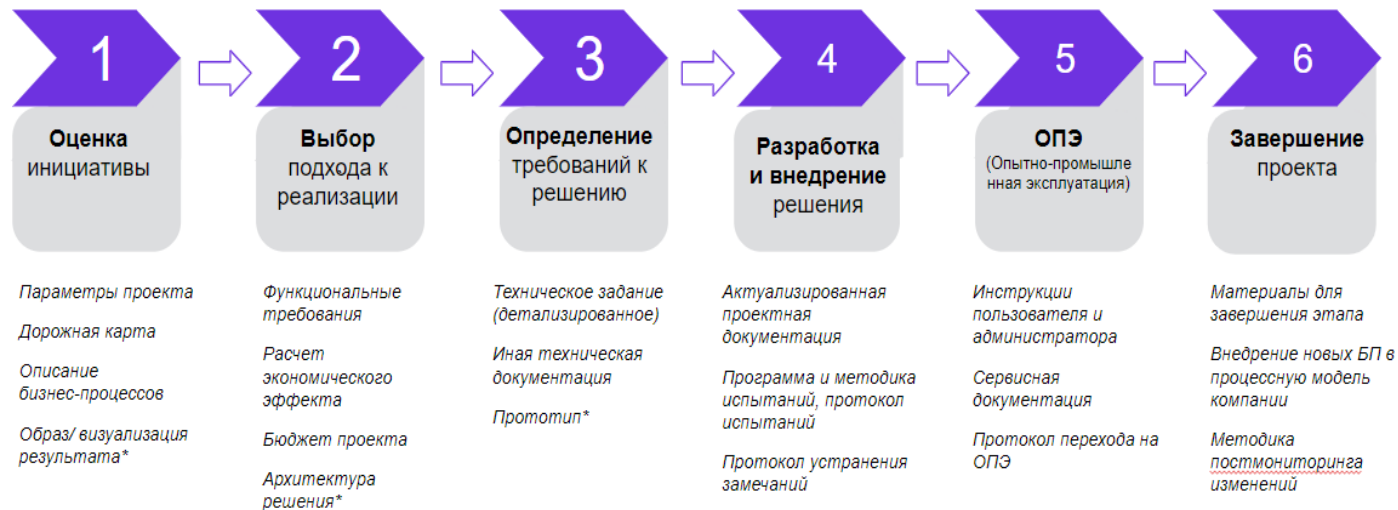 1
Оценка
инициативы
Параметры проекта
Дорожная карта
Описание
бизнес-процессов
Образ/ визуализация
результата*
2
Выбор
подхода к
реализации
Функциональные
требования
Расчет
экономического
эффекта
Бюджет проекта
Архитектура
решения*
3
Определение
требований к
решению
Техническое задание
(детализированное)
Иная техническая
документация
Прототип*
4
Разработка
и внедрение
решения
Актуализированная
проектная
документация
Программа и методика
испытаний, протокол
испытаний
Протокол устранения
замечаний
5
ОПЭ
(Опытно-промышле
нная эксплуатация)
Инструкции
пользователя и
администратора
Сервисная
документация
Протокол перехода на
ОПЭ
6
Завершение
проекта
Материалы для
завершения этапа
Внедрение новых БП в
процессную модель
компании
Методика
постмониторинга
изменений